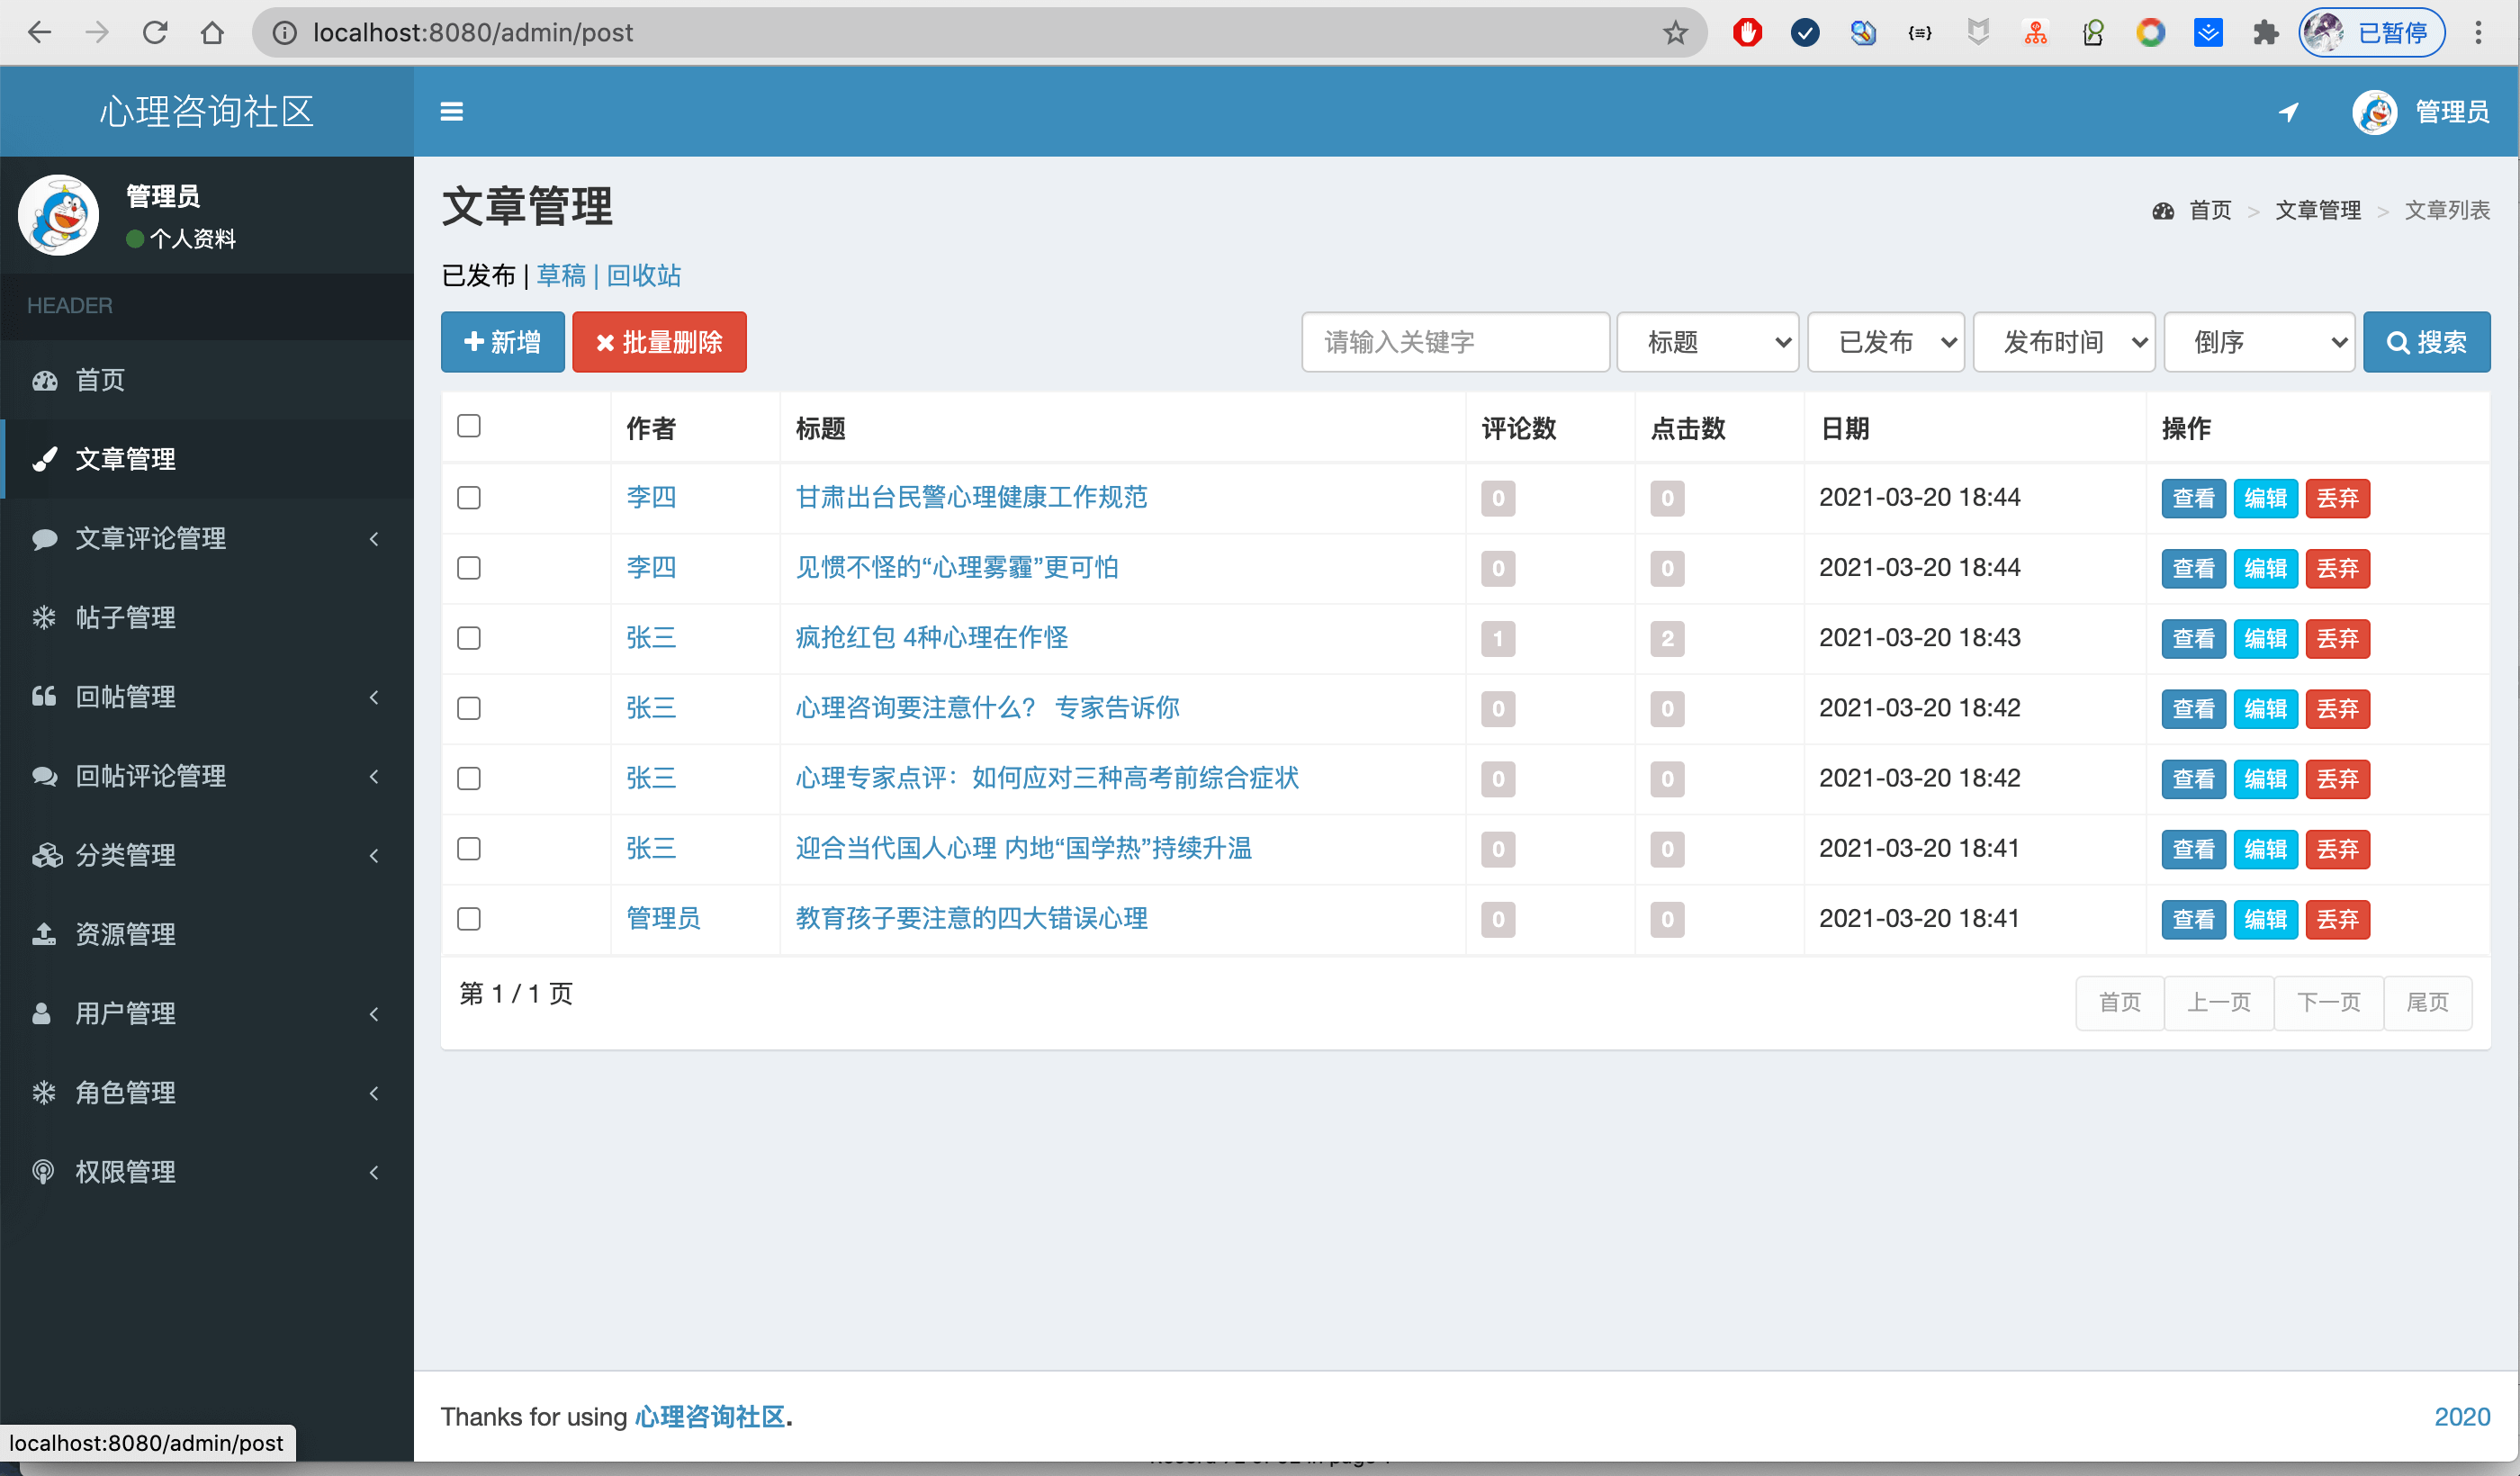 localhost:8080/admin/post
已暂停
心理咨询社区
管理员
管理员
个人资料
HEADER
首页
文章管理
文章评论管理
帖子管理
回帖管理
回帖评论管理
分类管理
资源管理
用户管理
角色管理
权限管理
文章管理
首页 > 文章管理 > 文章列表
已发布 | 草稿 | 回收站
新增 批量删除 请输入关键字 标题 已发布 发布时间 倒序 搜索
作者 标题 评论数 点击数 日期 操作
李四 甘肃出台民警心理健康工作规范 0 0 2021-03-20 18:44 查看 编辑 丢弃
李四 见惯不怪的“心理雾霾”更可怕 0 0 2021-03-20 18:44 查看 编辑 丢弃
张三 疯抢红包 4种心理在作怪 1 2 2021-03-20 18:43 查看 编辑 丢弃
张三 心理咨询要注意什么？ 专家告诉你 0 0 2021-03-20 18:42 查看 编辑 丢弃
张三 心理专家点评：如何应对三种高考前综合症状 0 0 2021-03-20 18:42 查看 编辑 丢弃
张三 迎合当代国人心理 内地“国学热”持续升温 0 0 2021-03-20 18:41 查看 编辑 丢弃
管理员 教育孩子要注意的四大错误心理 0 0 2021-03-20 18:41 查看 编辑 丢弃
第 1 / 1 页
首页 上一页 下一页 尾页
Thanks for using 心理咨询社区.
2020
localhost:8080/admin/post